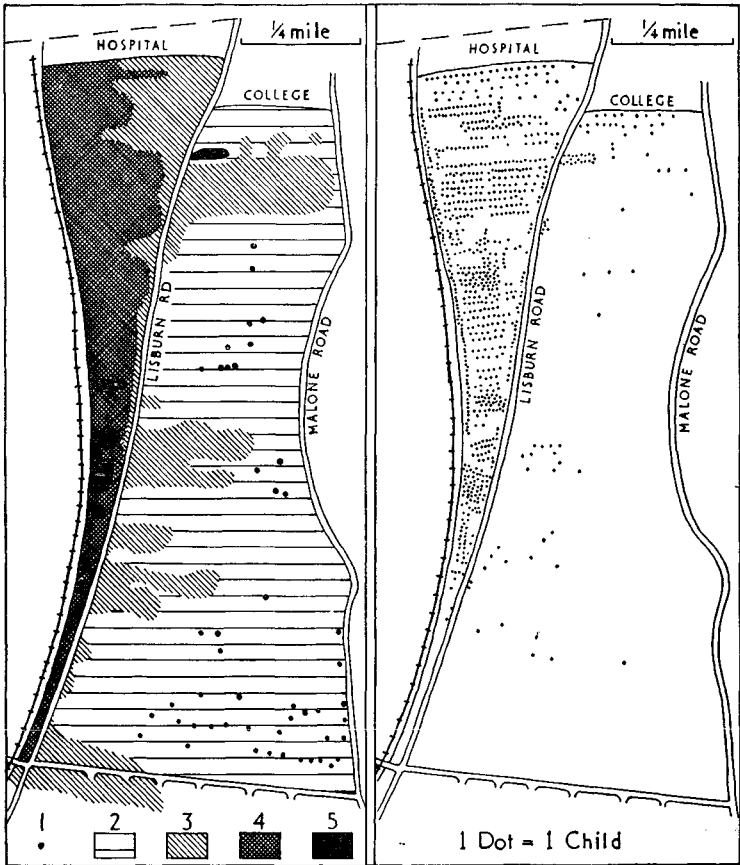 HOSPITAL
1/4 mile
COLLEGE
LISBURN RD
MALONE ROAD
1 2 3 4 5
HOSPITAL
1/4 mile
COLLEGE
LISBURN ROAD
MALONE ROAD
1 Dot = 1 Child